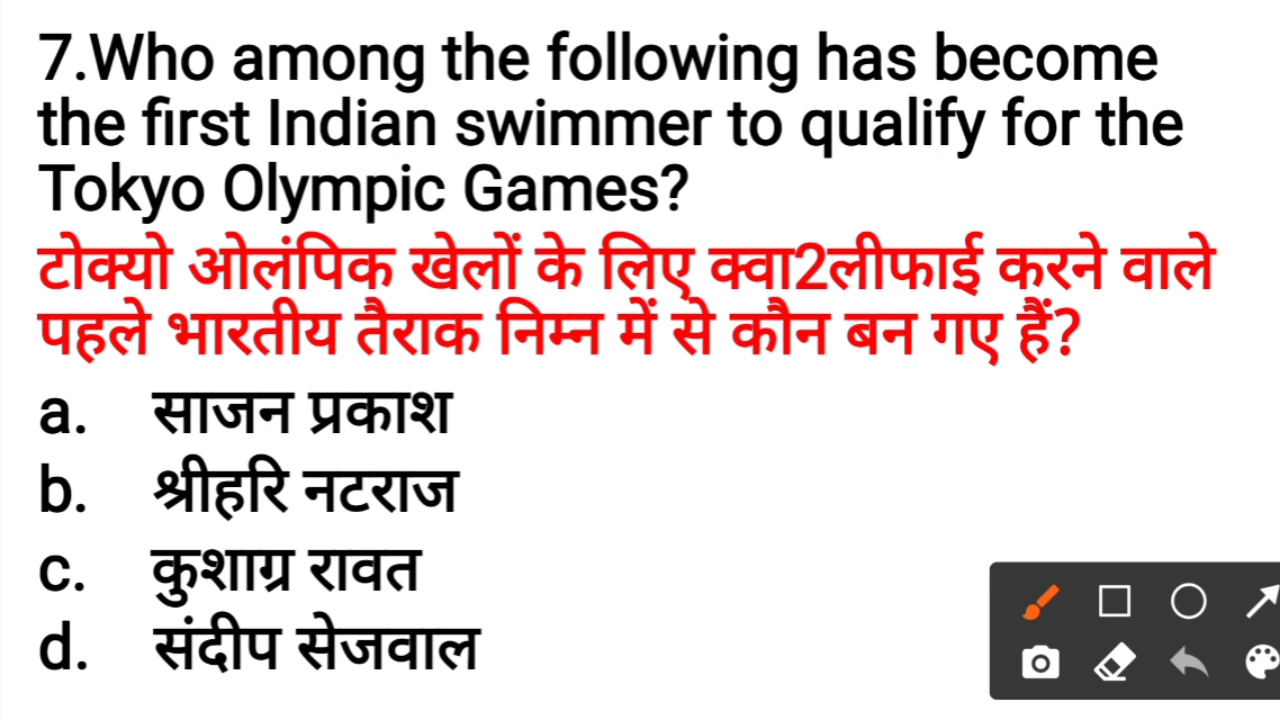 7.Who among the following has become
the first Indian swimmer to qualify for the
Tokyo Olympic Games?
टोक्यो ओलंपिक खेलों के लिए क्वा2लीफाई करने वाले
पहले भारतीय तैराक निम्न में से कौन बन गए हैं?
a. साजन प्रकाश
b. श्रीहरि नटराज
c. कुशाग्र रावत
d. संदीप सेजवाल